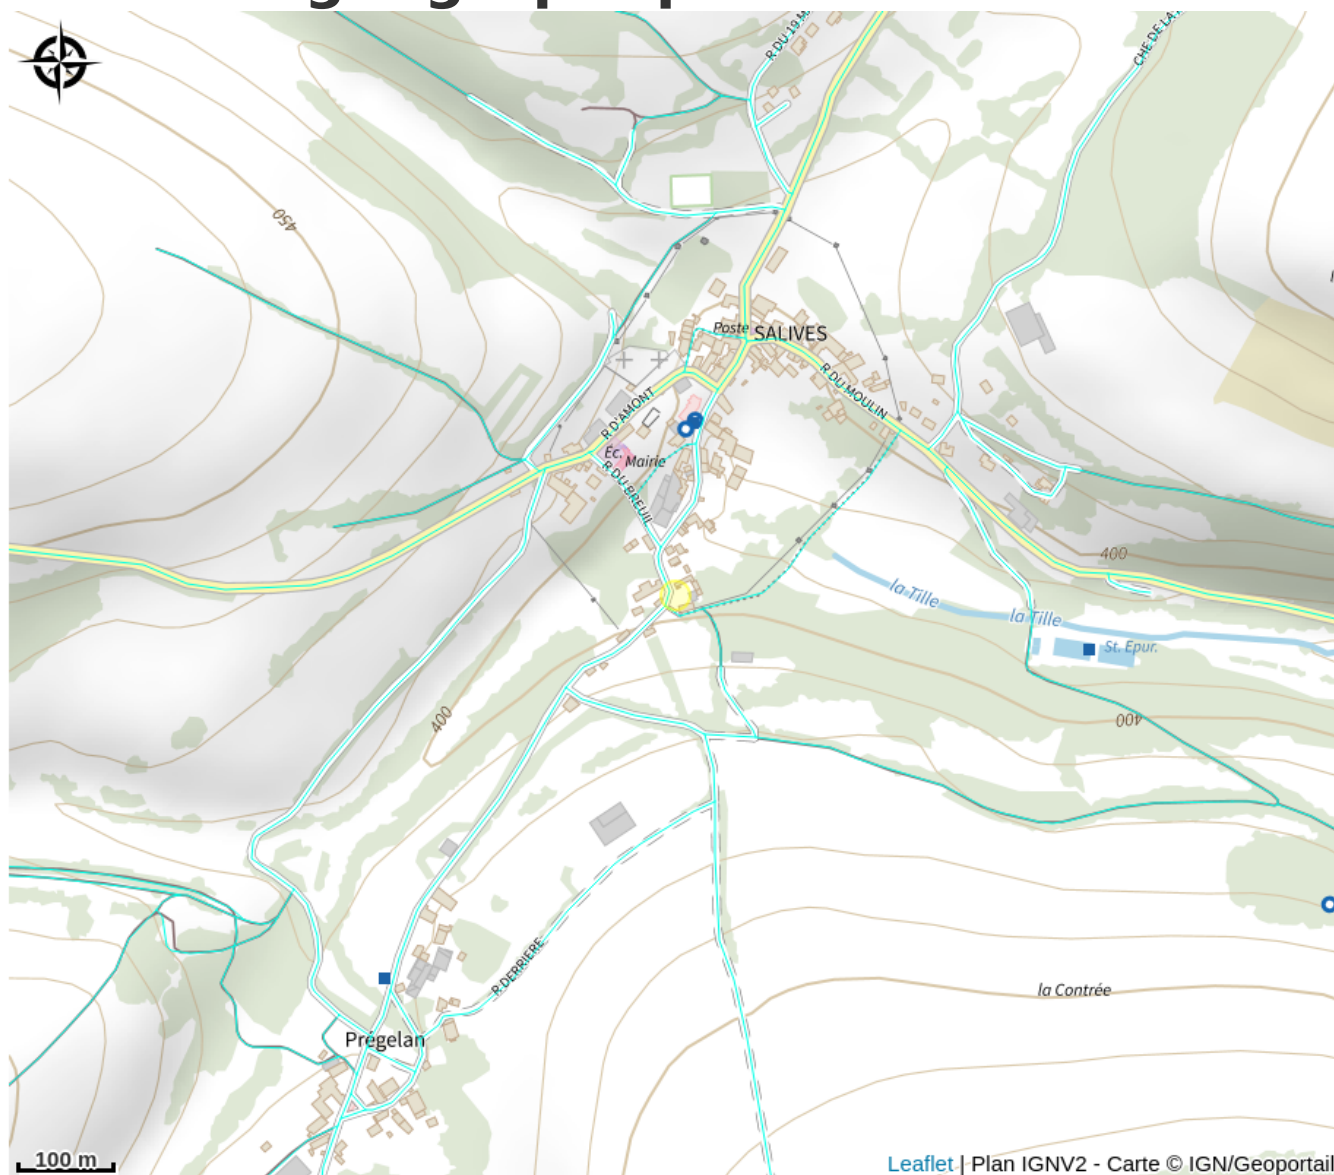 R DU 19 M
CHE DE LA
450
Poste
SALIVES
R DU MOULIN
R D'AMONT
Éc.
Mairie
R DU BREUIL
400
la Tille
la Tille
St. Epur.
400
400
R DERRIERE
la Contrée
Prégelan
100 m
Leaflet | Plan IGNV2 - Carte © IGN/Geoportail